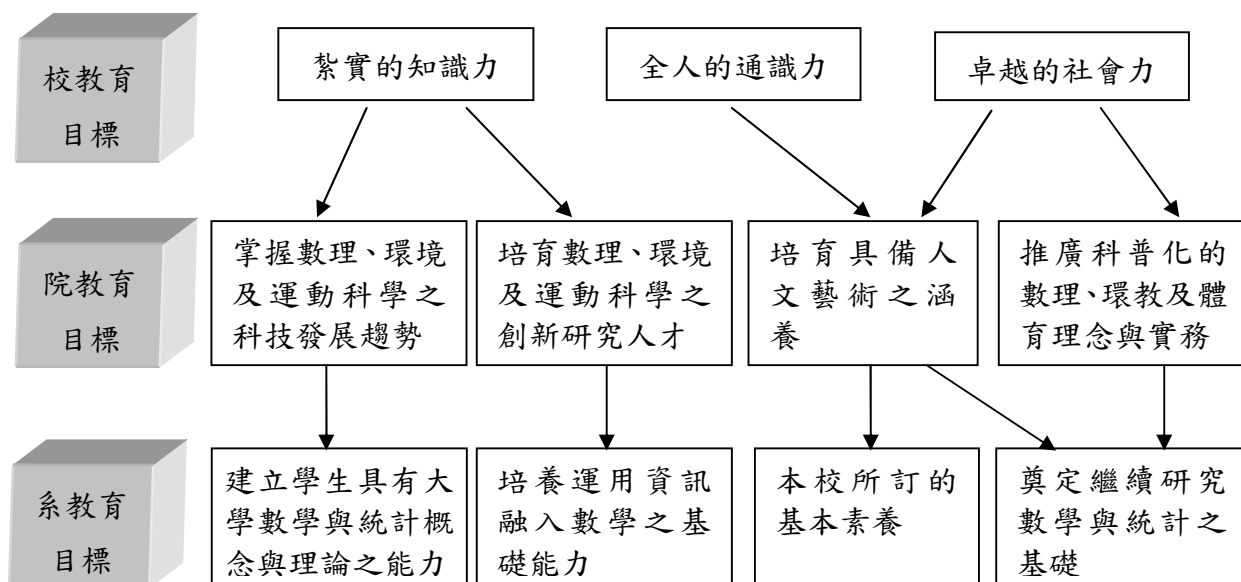 校教育
目標
紮實的知識力
全人的通識力
卓越的社會力
院教育
目標
掌握數理、環境
及運動科學之
科技發展趨勢
培育數理、環境
及運動科學之
創新研究人才
培育具備人
文藝術之涵
養
推廣科普化的
數理、環教及體
育理念與實務
系教育
目標
建立學生具有大
學數學與統計概
念與理論之能力
培養運用資訊
融入數學之基
礎能力
本校所訂的
基本素養
奠定繼續研究
數學與統計之
基礎